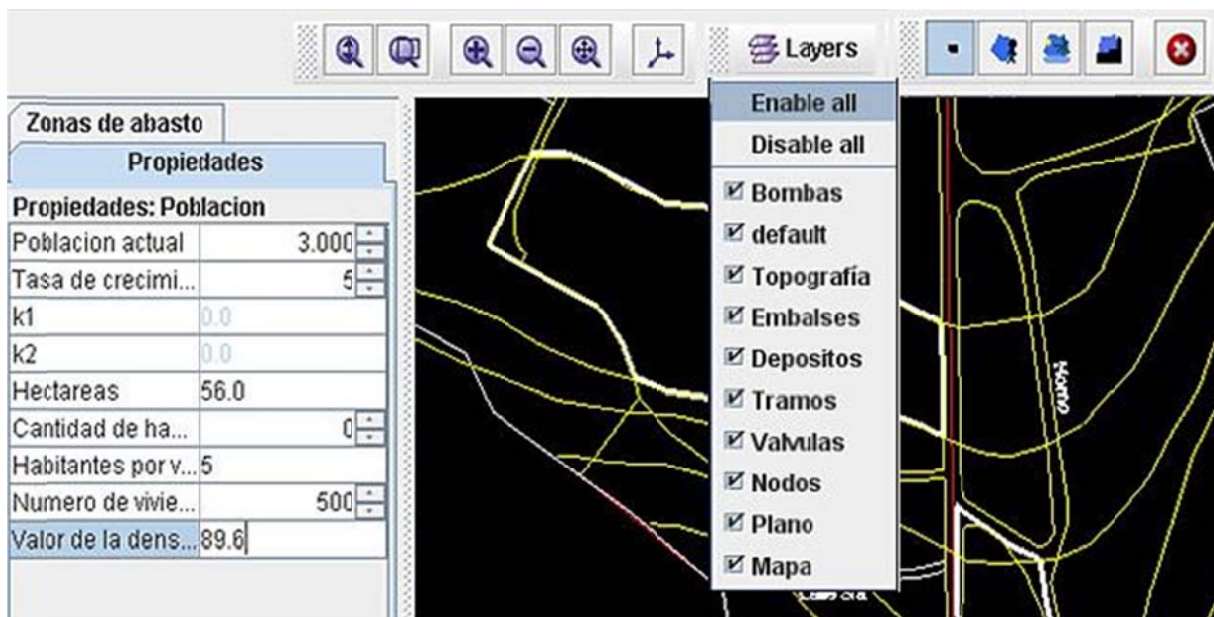 Layers
Enable all
Disable all
Bombas
default
Topografía
Embalses
Depositos
Tramos
Valvulas
Nodos
Plano
Mapa
Zonas de abasto
Propiedades
Propiedades: Poblacion
Poblacion actual 3.000
Tasa de crecimi... 5
k1 0.0
k2 0.0
Hectareas 56.0
Cantidad de ha... 0
Habitantes por v... 5
Numero de vivie... 500
Valor de la dens... 89.6